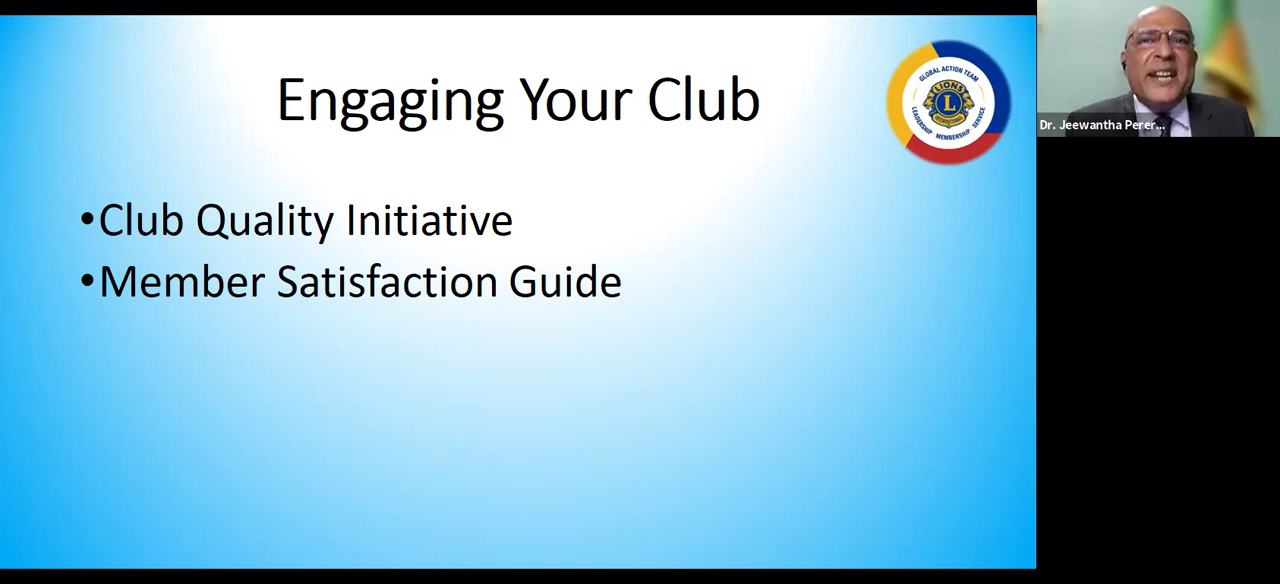 Engaging Your Club
GLOBAL ACTION TEAM
LIONS
L
INTERNATIONAL
LEADERSHIP · MEMBERSHIP · SERVICE
•Club Quality Initiative
•Member Satisfaction Guide
Dr. Jeewantha Perer...